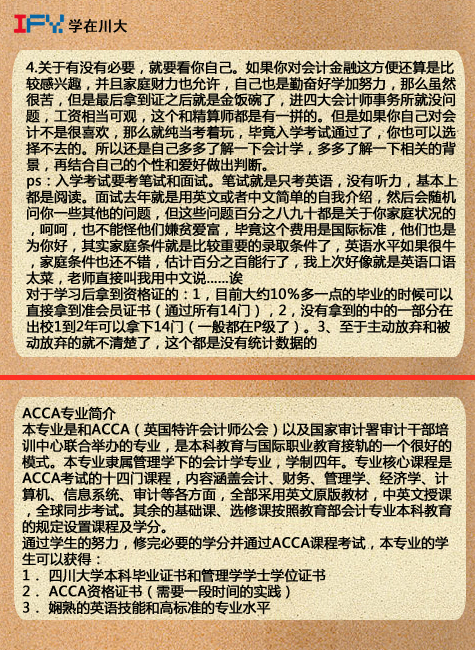 IFY 学在川大
4.关于有没有必要，就要看你自己。如果你对会计金融这方便还算是比
较感兴趣，并且家庭财力也允许，自己也是勤奋好学加努力，那么虽然
很苦，但是最后拿到证之后就是金饭碗了，进四大会计师事务所就没问
题，工资相当可观，这个和精算师都是有一拼的。但是如果你自己对会
计不是很喜欢，那么就纯当考着玩，毕竟入学考试通过了，你也可以选
择不去的。所以还是自己多多了解一下会计学，多多了解一下相关的背
景，再结合自己的个性和爱好做出判断。
ps：入学考试要考笔试和面试。笔试就是只考英语，没有听力，基本上
都是阅读。面试去年就是用英文或者中文简单的自我介绍，然后会随机
问你一些其他的问题，但这些问题百分之八九十都是关于你家庭状况的
，呵呵，也不能怪他们嫌贫爱富，毕竟这个费用是国际标准，他们也是
为你好，其实家庭条件就是比较重要的录取条件了，英语水平如果很牛
，家庭条件也还不错，估计百分之百能行了，我上次好像就是英语口语
太菜，老师直接叫我用中文说……诶
对于学习后拿到资格证的：1，目前大约10％多一点的毕业的时候可以
直接拿到准会员证书（通过所有14门），2，没有拿到的中的一部分在
出校1到2年可以拿下14门（一般都在P级了）。3、至于主动放弃和被
动放弃的就不清楚了，这个都是没有统计数据的
ACCA专业简介
本专业是和ACCA（英国特许会计师公会）以及国家审计署审计干部培
训中心联合举办的专业，是本科教育与国际职业教育接轨的一个很好的
模式。本专业隶属管理学下的会计学专业，学制四年。专业核心课程是
ACCA考试的十四门课程，内容涵盖会计、财务、管理学、经济学、计
算机、信息系统、审计等各方面，全部采用英文原版教材，中英文授课
，全球同步考试。其余的基础课、选修课按照教育部会计专业本科教育
的规定设置课程及学分。
通过学生的努力，修完必要的学分并通过ACCA课程考试，本专业的学
生可以获得：
1． 四川大学本科毕业证书和管理学学士学位证书
2． ACCA资格证书（需要一段时间的实践）
3． 娴熟的英语技能和高标准的专业水平